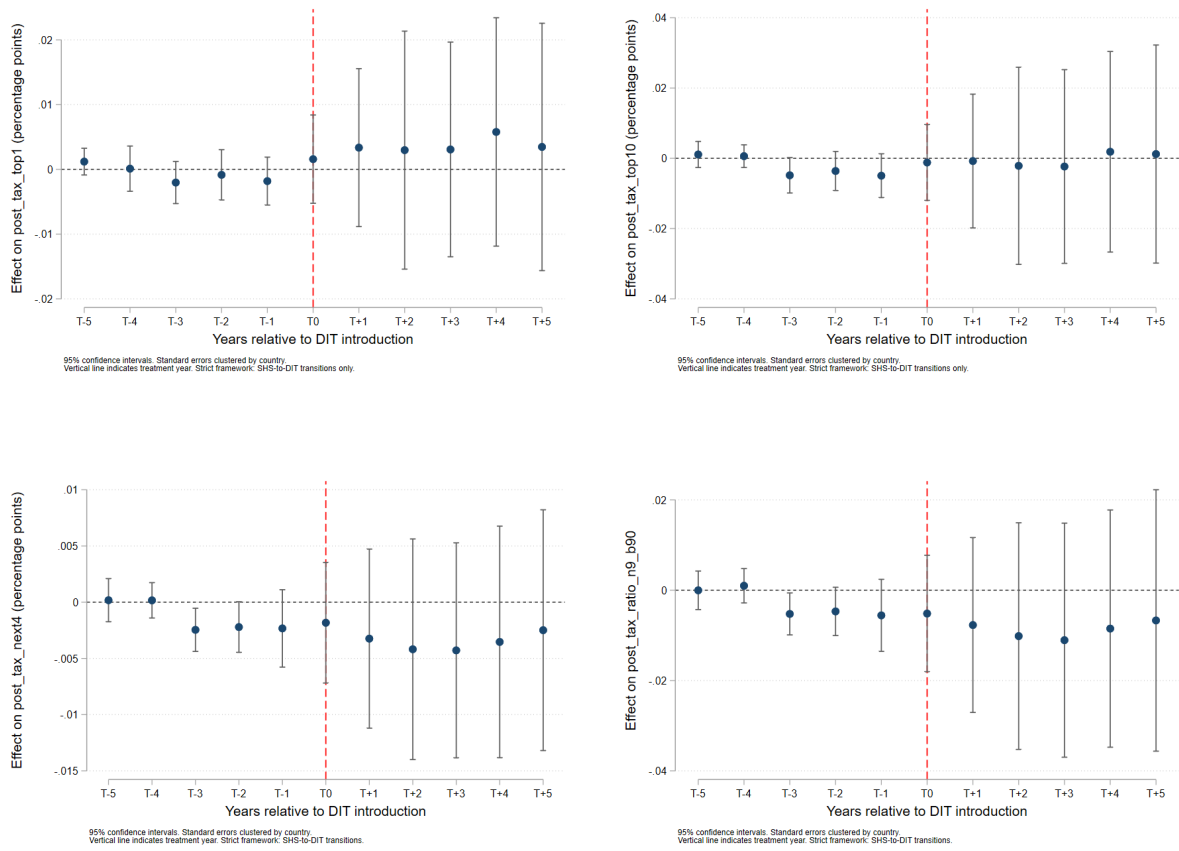 Effect on post_tax_top1 (percentage points)
.02
.01
0
-.01
-.02
T-5 T-4 T-3 T-2 T-1 T0 T+1 T+2 T+3 T+4 T+5
Years relative to DIT introduction
95% confidence intervals. Standard errors clustered by country.
Vertical line indicates treatment year. Strict framework: SHS-to-DIT transitions only.
Effect on post_tax_top10 (percentage points)
.04
.02
0
-.02
-.04
T-5 T-4 T-3 T-2 T-1 T0 T+1 T+2 T+3 T+4 T+5
Years relative to DIT introduction
95% confidence intervals. Standard errors clustered by country.
Vertical line indicates treatment year. Strict framework: SHS-to-DIT transitions only.
Effect on post_tax_next4 (percentage points)
.01
.005
0
-.005
-.01
-.015
T-5 T-4 T-3 T-2 T-1 T0 T+1 T+2 T+3 T+4 T+5
Years relative to DIT introduction
95% confidence intervals. Standard errors clustered by country.
Vertical line indicates treatment year. Strict framework: SHS-to-DIT transitions.
Effect on post_tax_ratio_n9_b90
.02
0
-.02
-.04
T-5 T-4 T-3 T-2 T-1 T0 T+1 T+2 T+3 T+4 T+5
Years relative to DIT introduction
95% confidence intervals. Standard errors clustered by country.
Vertical line indicates treatment year. Strict framework: SHS-to-DIT transitions.